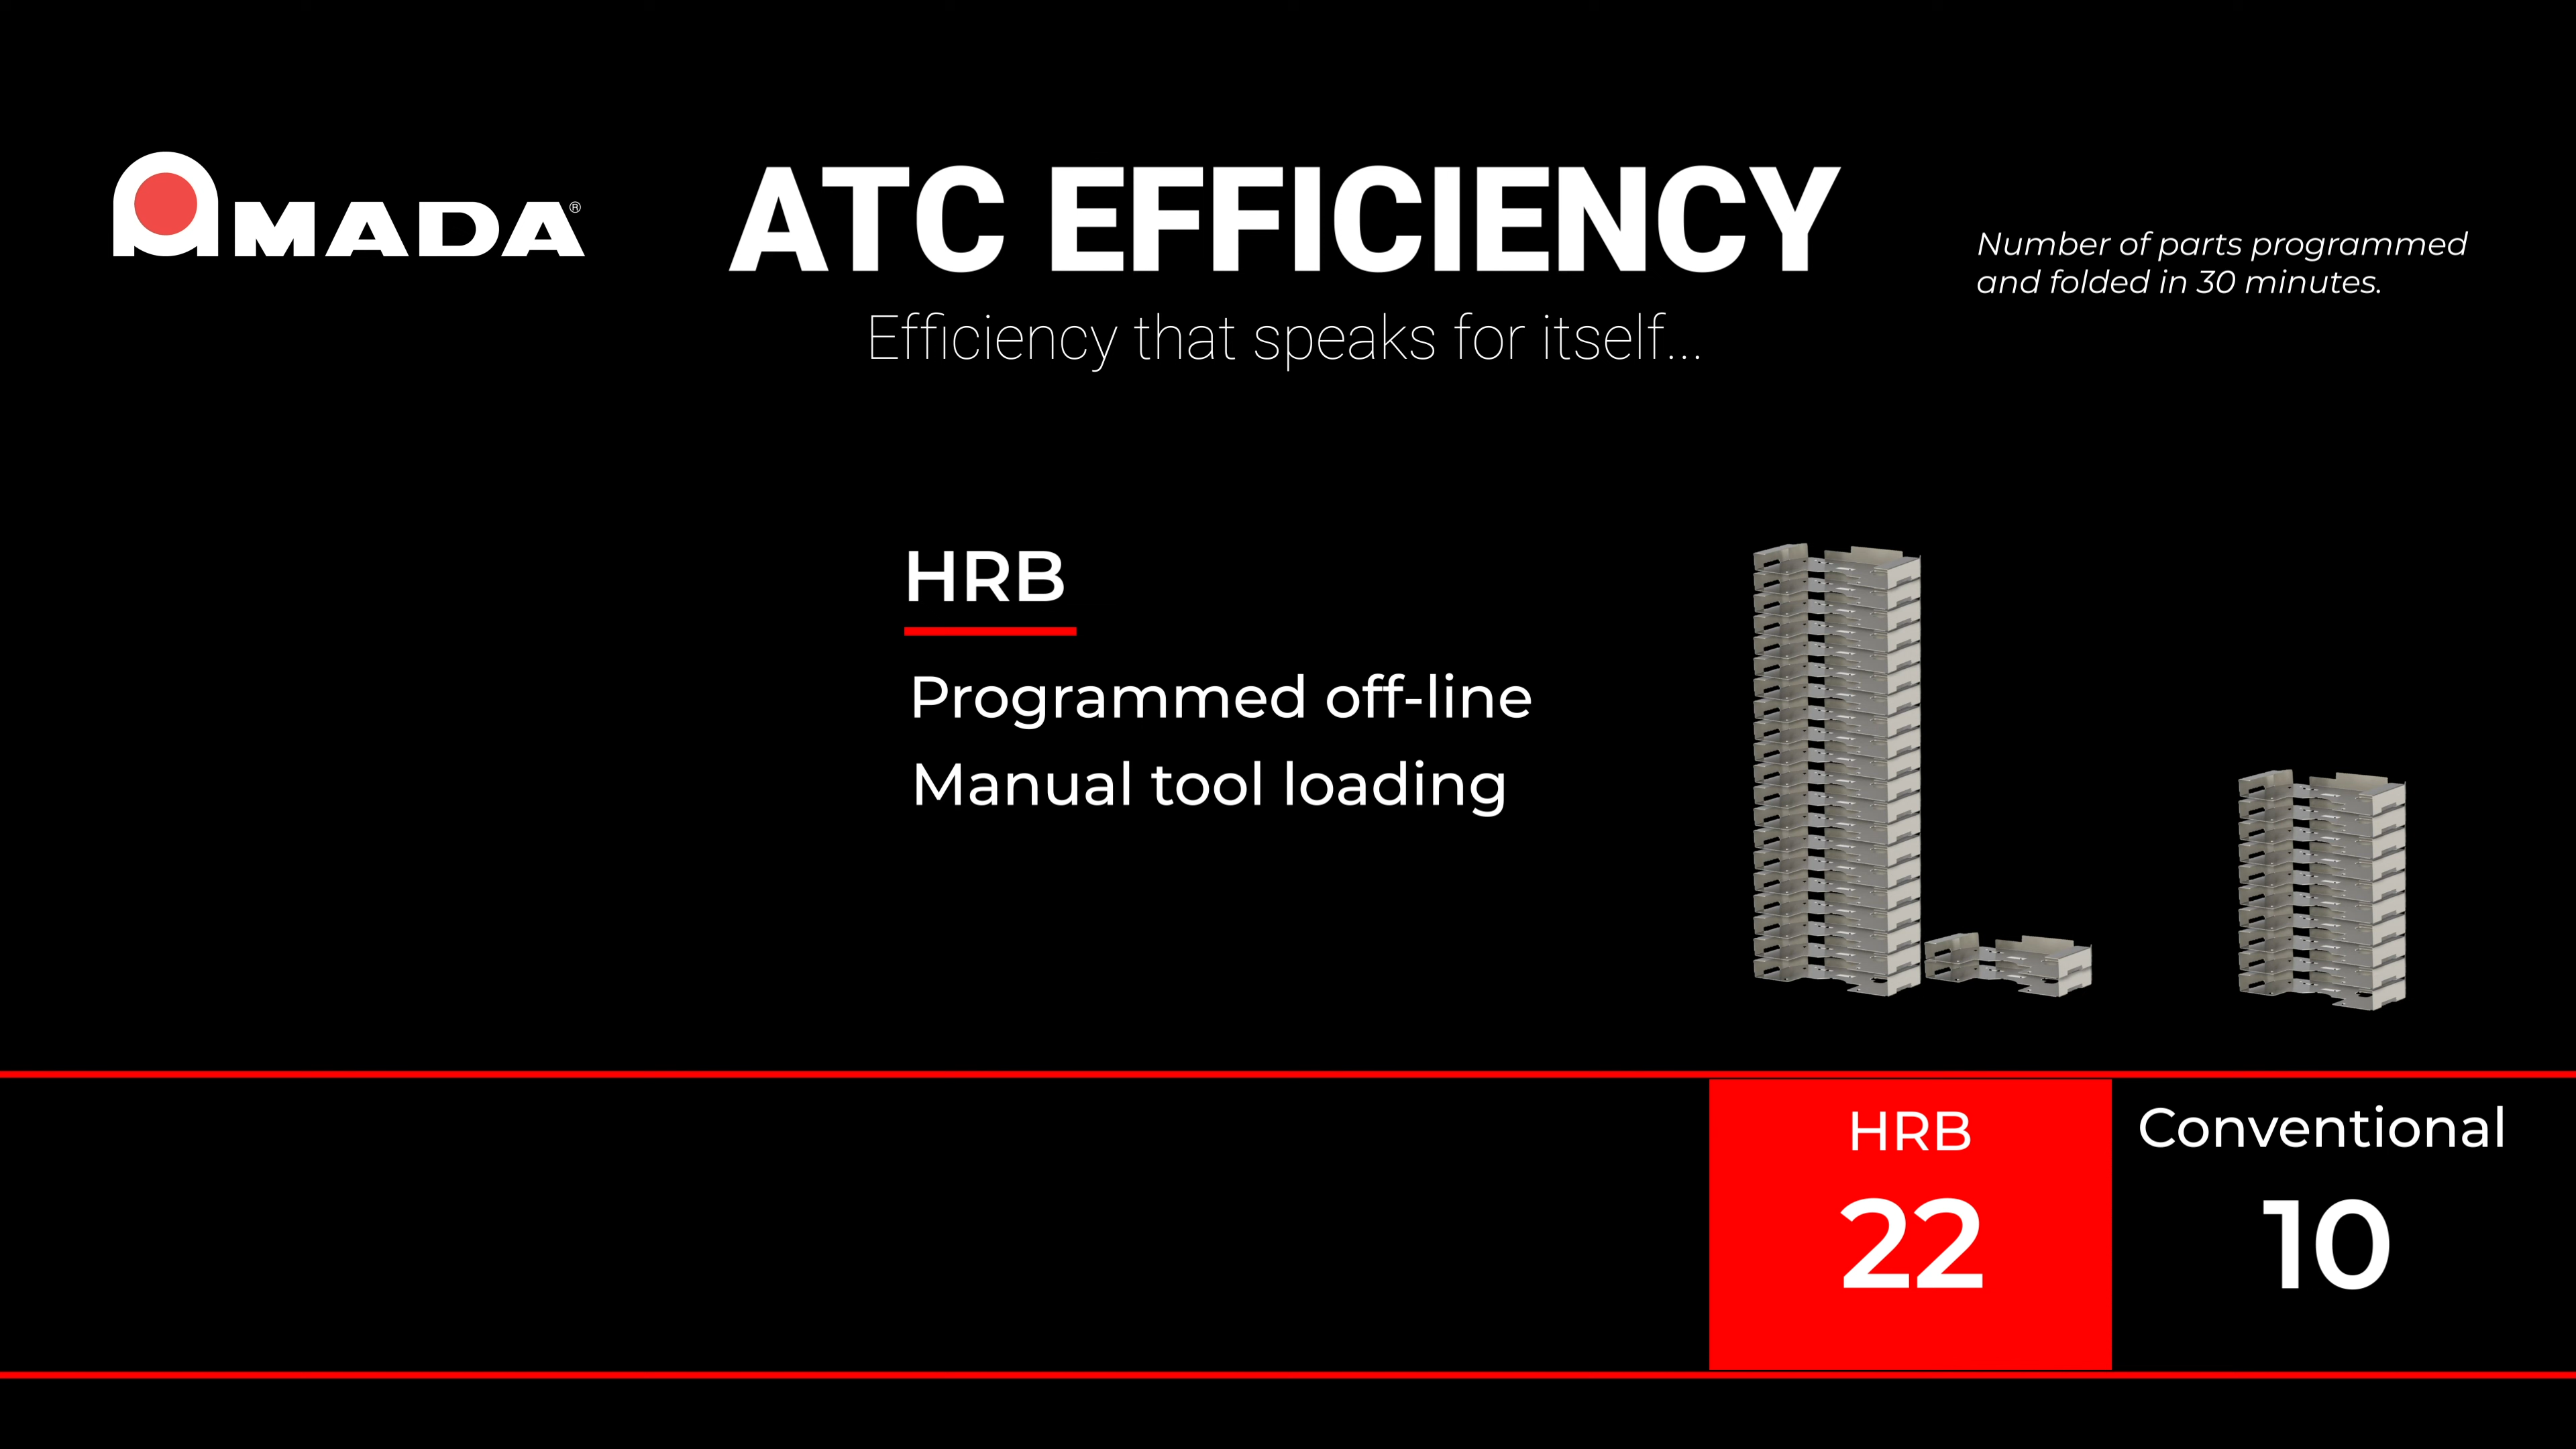 AMADA®
ATC EFFICIENCY
Efficiency that speaks for itself...
Number of parts programmed
and folded in 30 minutes.
HRB
Programmed off-line
Manual tool loading
HRB
22
Conventional
10